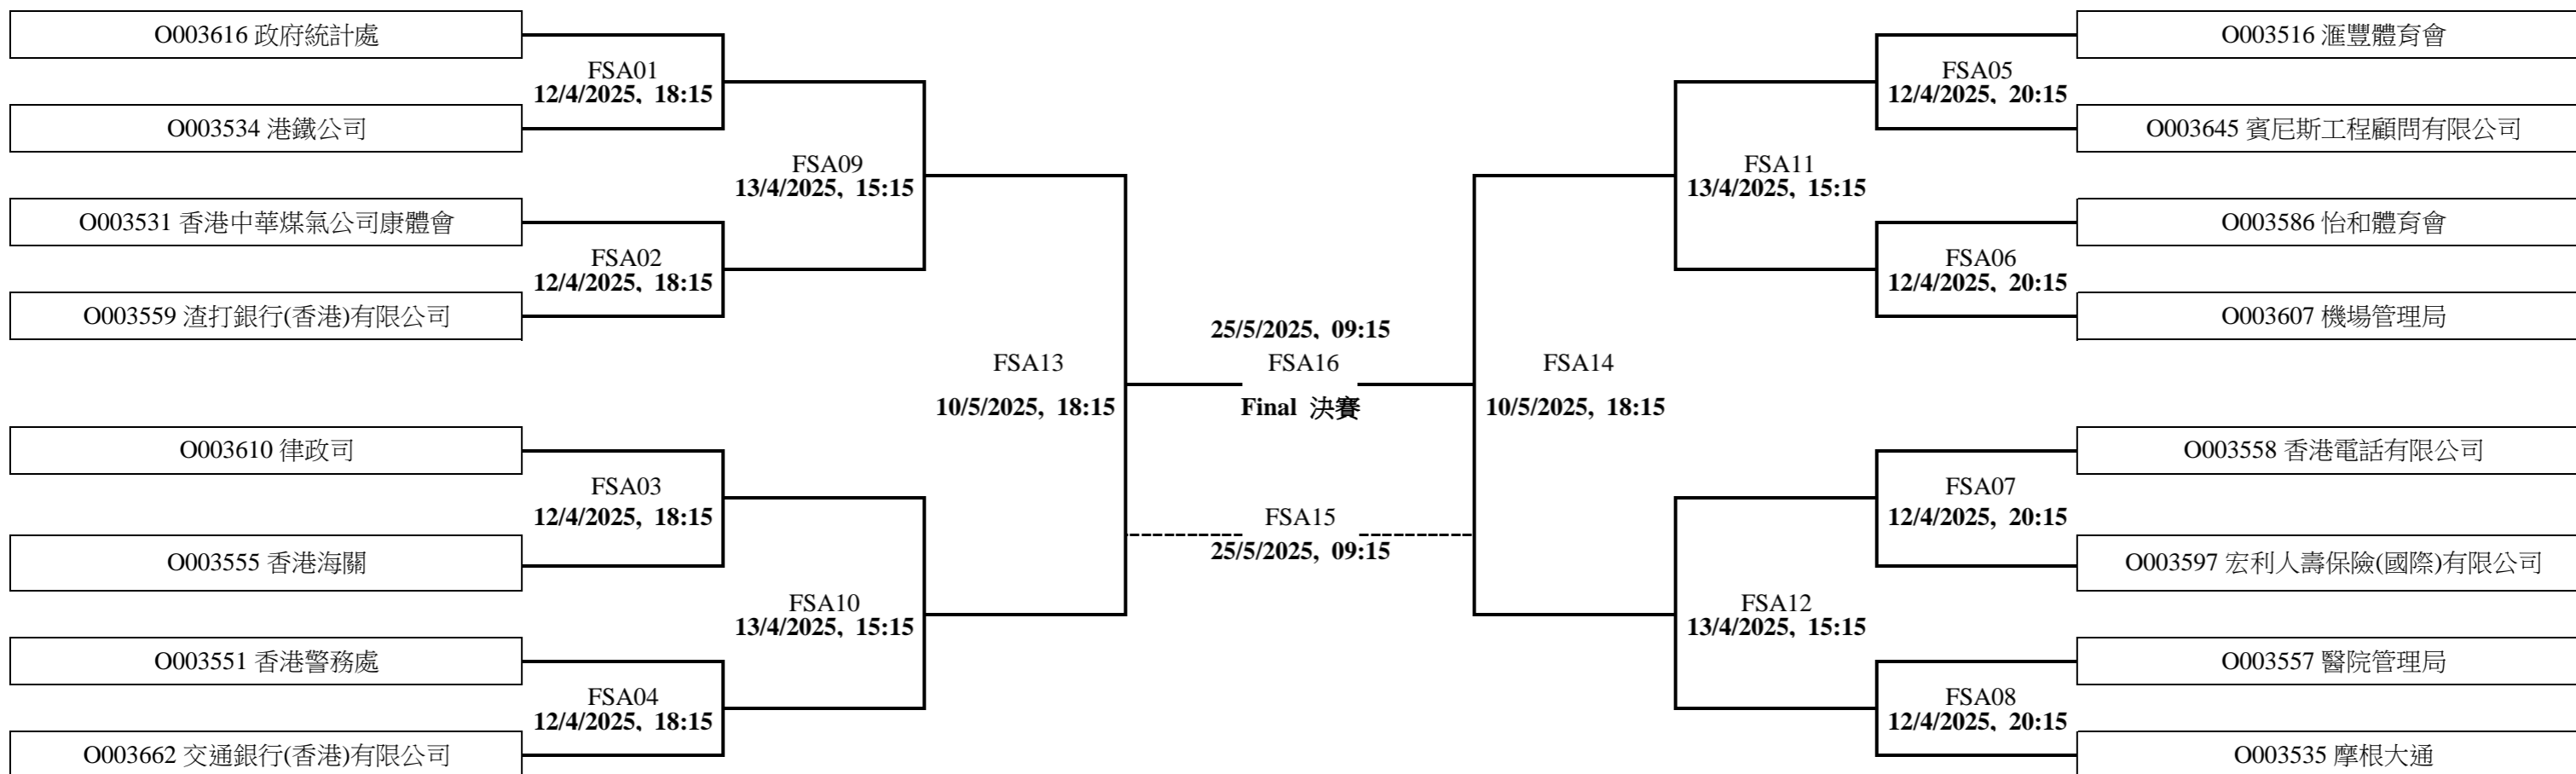 O003616 政府統計處
FSA01
12/4/2025, 18:15
O003534 港鐵公司
FSA09
13/4/2025, 15:15
O003531 香港中華煤氣公司康體會
FSA02
12/4/2025, 18:15
O003559 渣打銀行(香港)有限公司
FSA13
10/5/2025, 18:15
O003610 律政司
FSA03
12/4/2025, 18:15
O003555 香港海關
FSA10
13/4/2025, 15:15
O003551 香港警務處
FSA04
12/4/2025, 18:15
O003662 交通銀行(香港)有限公司
25/5/2025, 09:15
FSA16
Final 決賽
FSA15
25/5/2025, 09:15
O003516 滙豐體育會
FSA05
12/4/2025, 20:15
O003645 賓尼斯工程顧問有限公司
FSA11
13/4/2025, 15:15
O003586 怡和體育會
FSA06
12/4/2025, 20:15
O003607 機場管理局
FSA14
10/5/2025, 18:15
O003558 香港電話有限公司
FSA07
12/4/2025, 20:15
O003597 宏利人壽保險(國際)有限公司
FSA12
13/4/2025, 15:15
O003557 醫院管理局
FSA08
12/4/2025, 20:15
O003535 摩根大通